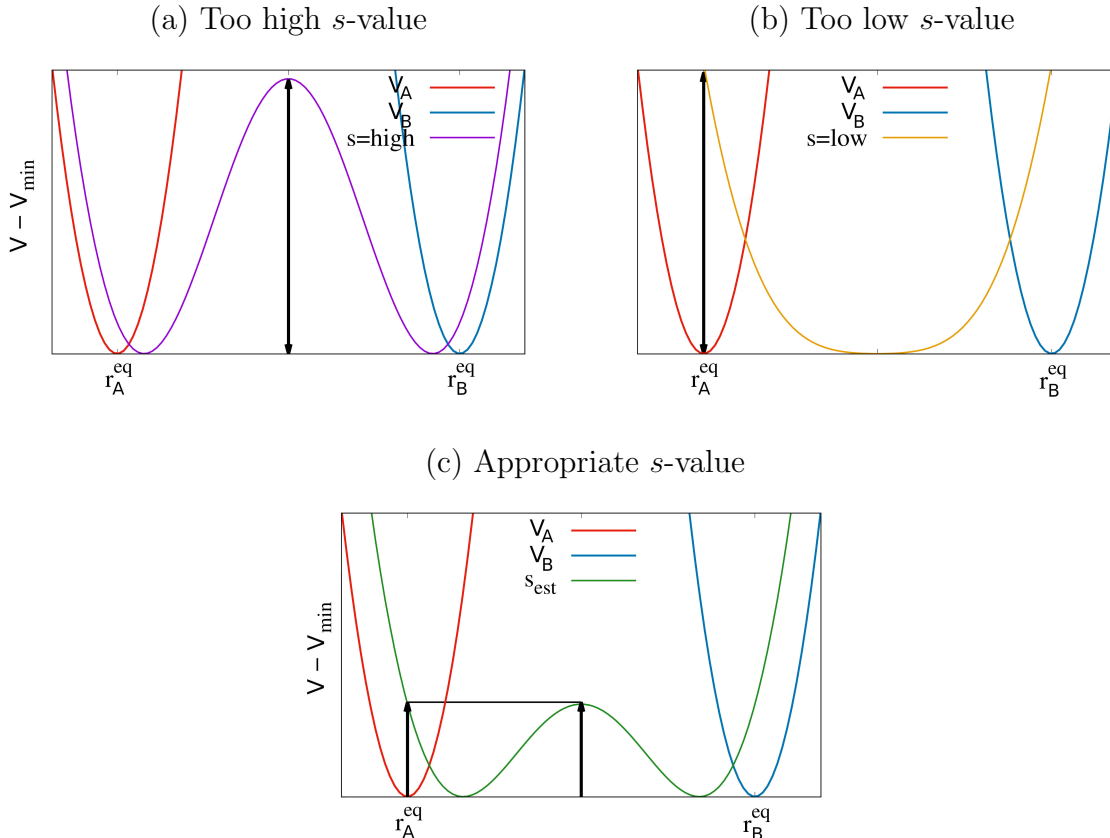 (a) Too high s-value
V_A
V_B
s=high
V − V_min
r_A^eq
r_B^eq
(b) Too low s-value
V_A
V_B
s=low
r_A^eq
r_B^eq
(c) Appropriate s-value
V_A
V_B
s_est
V − V_min
r_A^eq
r_B^eq